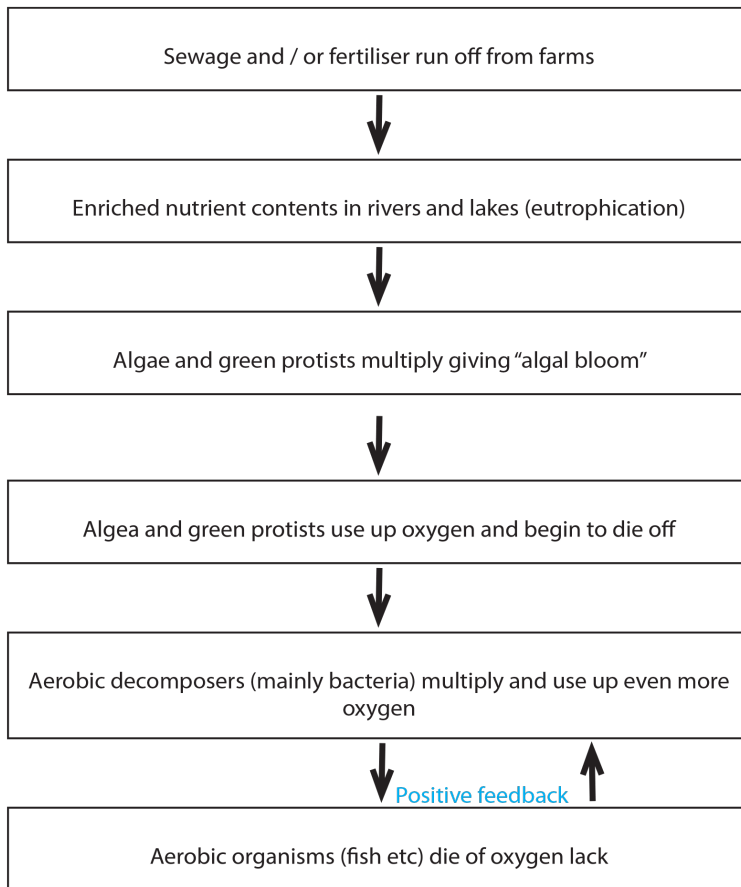 Sewage and / or fertiliser run off from farms
Enriched nutrient contents in rivers and lakes (eutrophication)
Algae and green protists multiply giving “algal bloom”
Algea and green protists use up oxygen and begin to die off
Aerobic decomposers (mainly bacteria) multiply and use up even more
oxygen
Positive feedback
Aerobic organisms (fish etc) die of oxygen lack